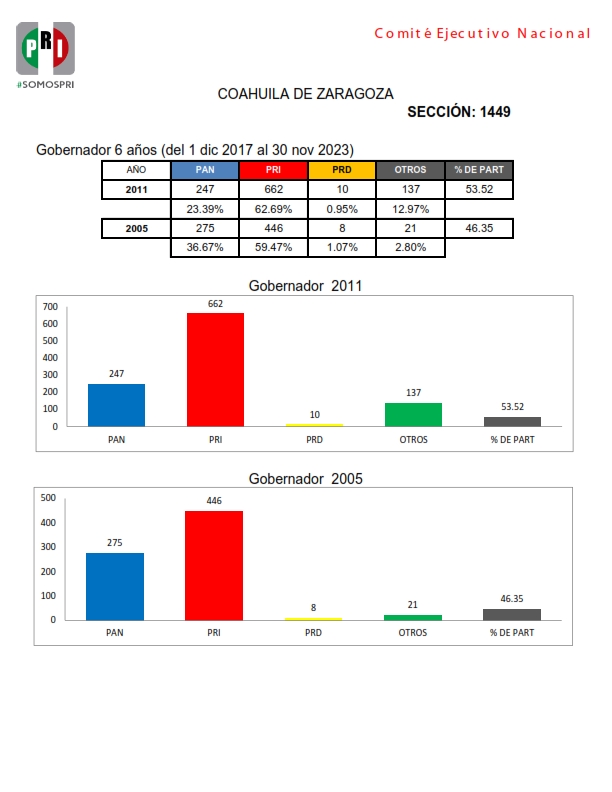 PRI
#SOMOSPRI
Comité Ejecutivo Nacional
COAHUILA DE ZARAGOZA
SECCIÓN: 1449
Gobernador 6 años (del 1 dic 2017 al 30 nov 2023)
AÑO PAN PRI PRD OTROS % DE PART
2011 247 662 10 137 53.52
23.39% 62.69% 0.95% 12.97%
2005 275 446 8 21 46.35
36.67% 59.47% 1.07% 2.80%
Gobernador 2011
700
600
500
400
300
200
100
0
247
662
10
137
53.52
PAN PRI PRD OTROS % DE PART
Gobernador 2005
500
400
300
200
100
0
275
446
8
21
46.35
PAN PRI PRD OTROS % DE PART